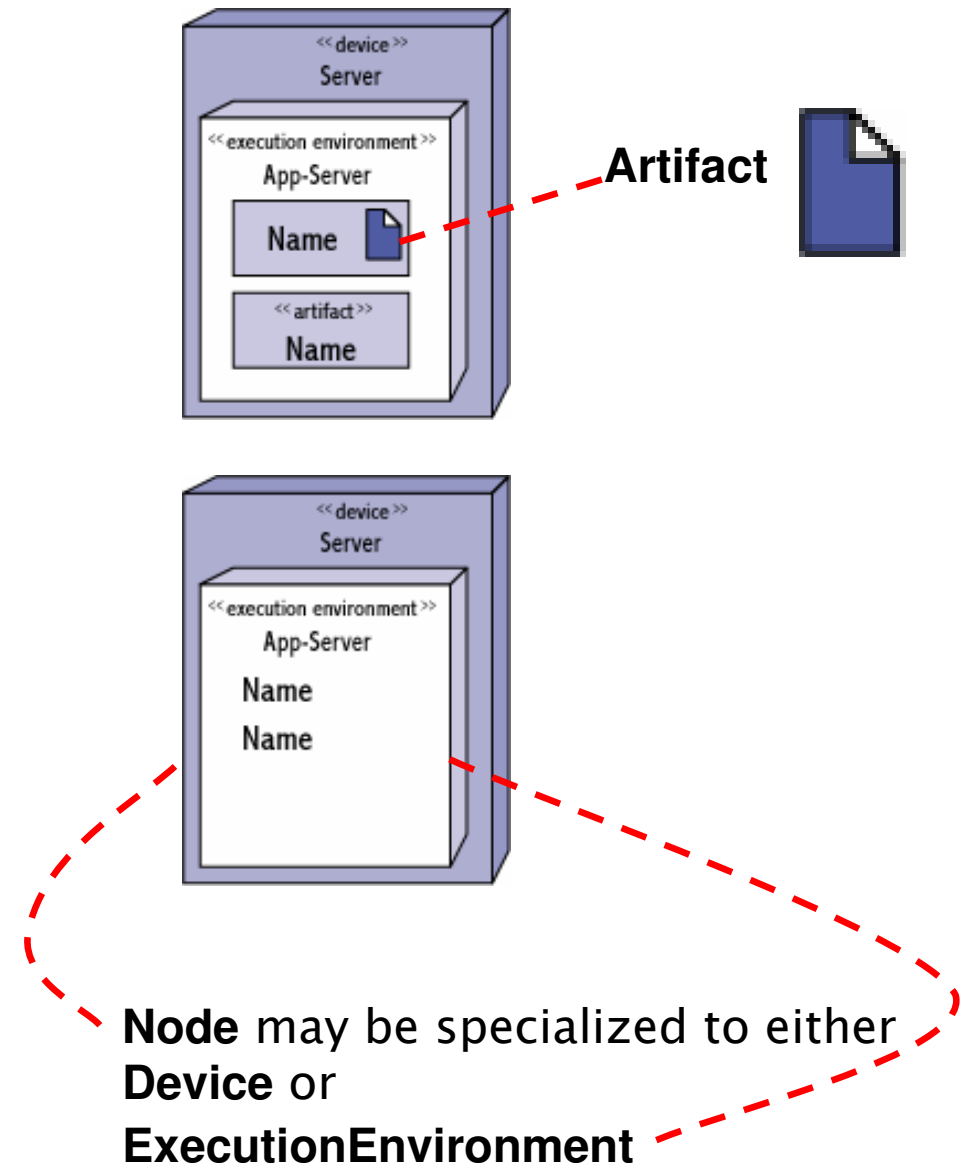 <<device>>
Server
<<execution environment>>
App-Server
Artifact
Name
<<artifact>>
Name
<<device>>
Server
<<execution environment>>
App-Server
Name
Name
Node may be specialized to either
Device or
ExecutionEnvironment